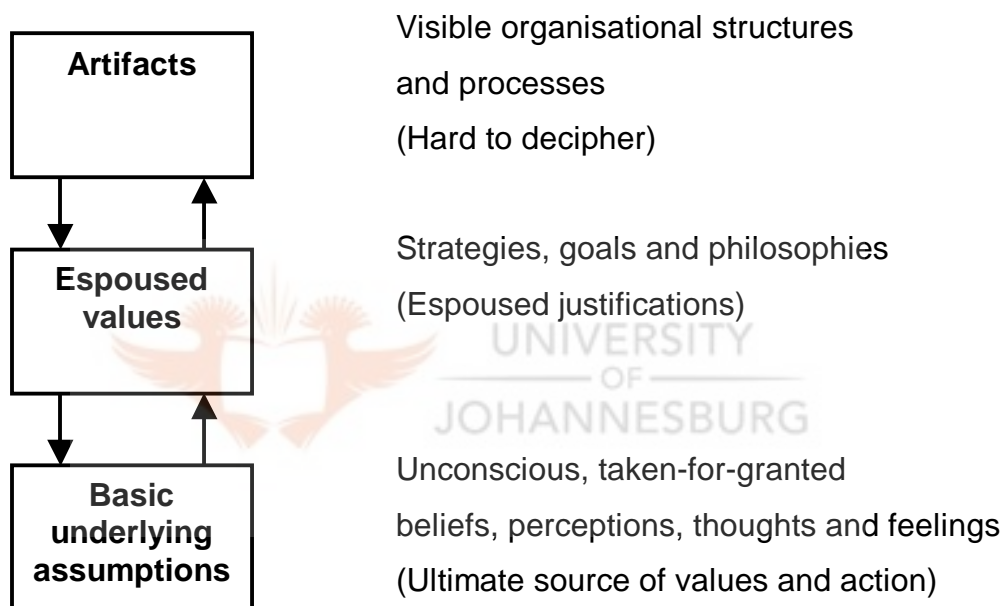 Artifacts
Visible organisational structures
and processes
(Hard to decipher)
Espoused
values
Strategies, goals and philosophies
(Espoused justifications)
UNIVERSITY
OF
JOHANNESBURG
Basic
underlying
assumptions
Unconscious, taken-for-granted
beliefs, perceptions, thoughts and feelings
(Ultimate source of values and action)